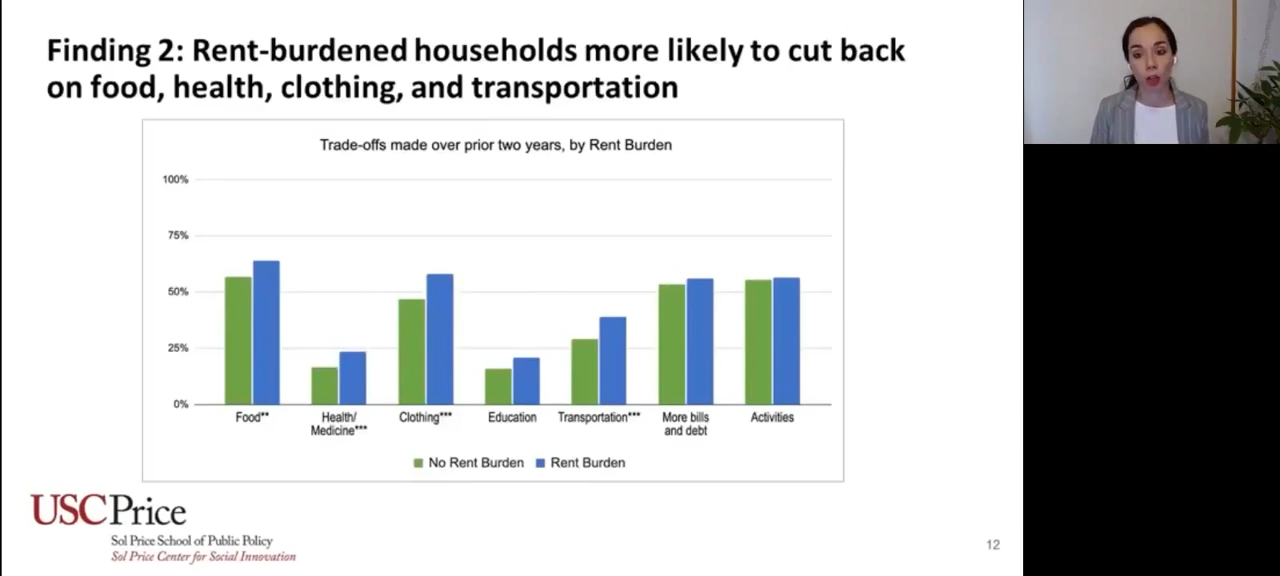 Finding 2: Rent-burdened households more likely to cut back
on food, health, clothing, and transportation
Trade-offs made over prior two years, by Rent Burden
100%
75%
50%
25%
0%
Food**
Health/
Medicine***
Clothing***
Education
Transportation***
More bills
and debt
Activities
No Rent Burden
Rent Burden
USCPrice
Sol Price School of Public Policy
Sol Price Center for Social Innovation
12